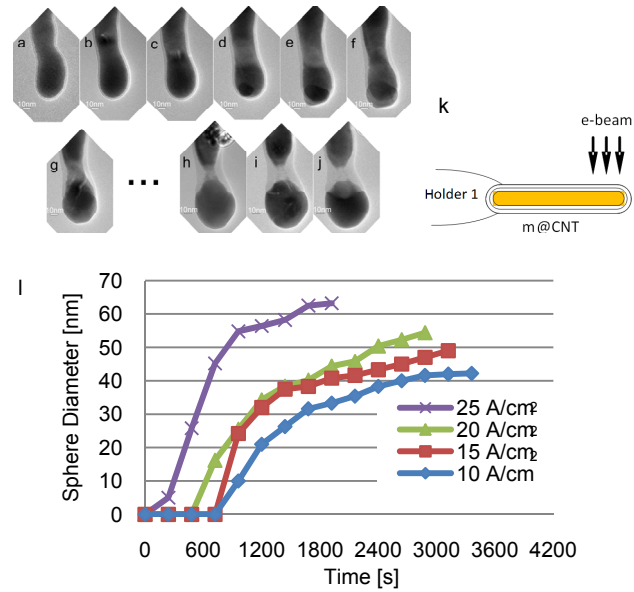 a b c d e f
10nm 10nm 10nm 10nm 10nm 10nm
k
e-beam
Holder 1
m@CNT
g ... h i j
10nm 10nm 10nm 10nm
l
Sphere Diameter [nm]
70
60
50
40
30
20
10
0
25 A/cm2
20 A/cm2
15 A/cm2
10 A/cm
0 600 1200 1800 2400 3000 3600 4200
Time [s]